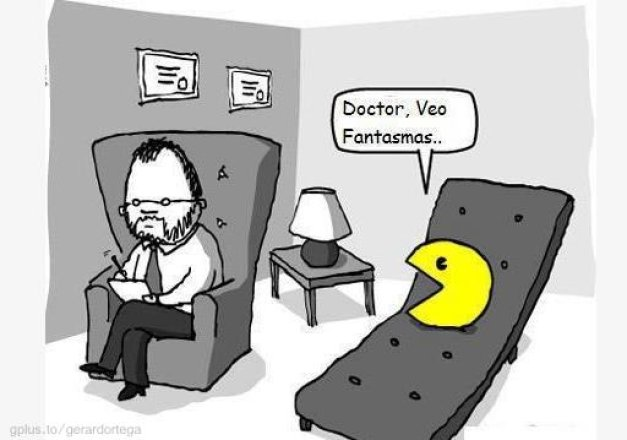 Doctor, Veo
Fantasmas..
gplus.to/gerardortega